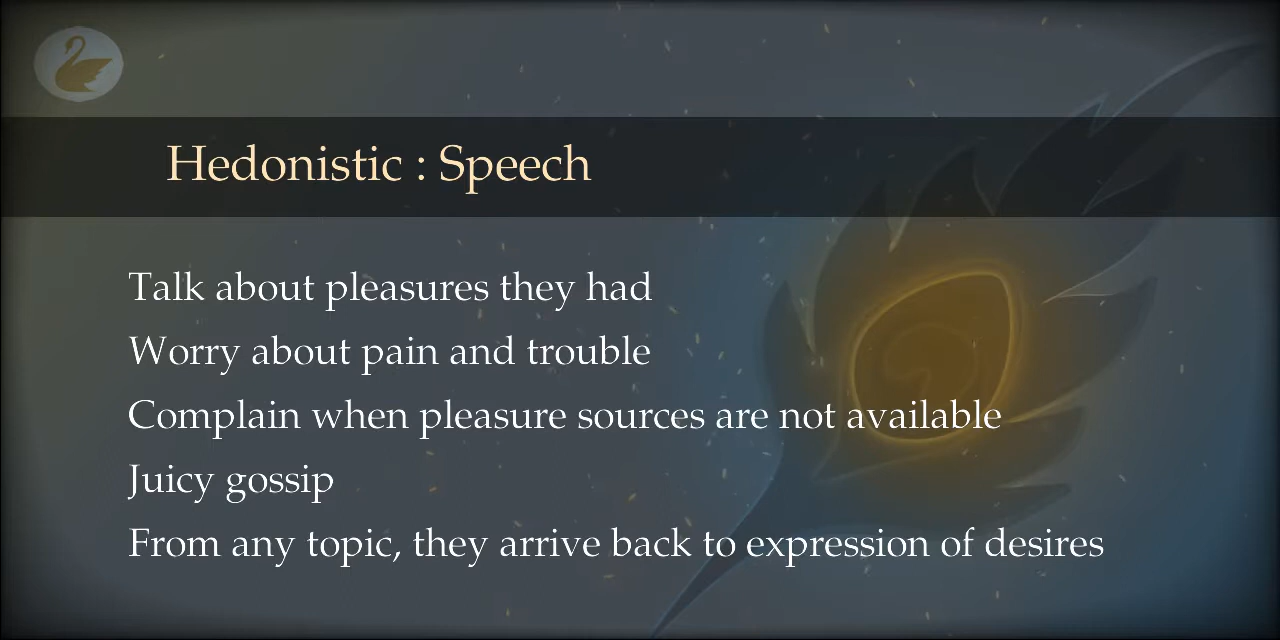 Hedonistic : Speech
Talk about pleasures they had
Worry about pain and trouble
Complain when pleasure sources are not available
Juicy gossip
From any topic, they arrive back to expression of desires